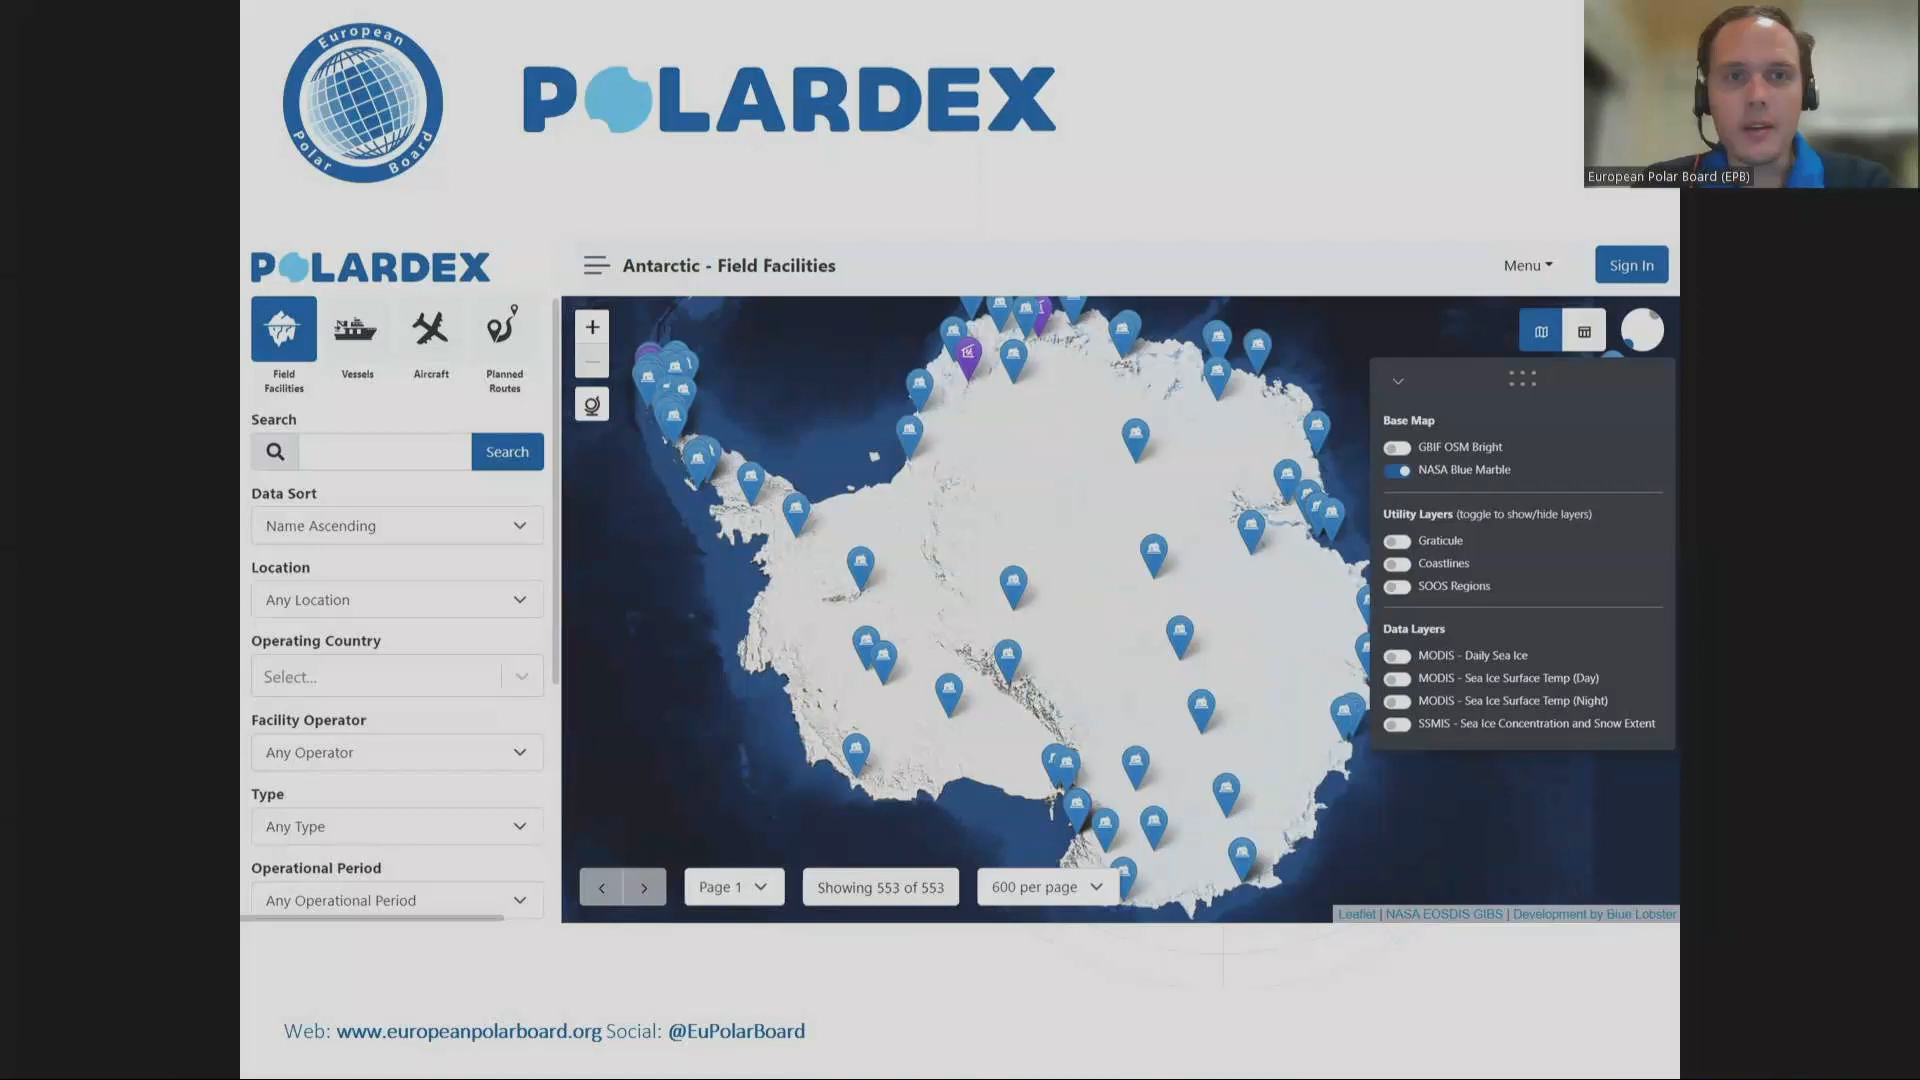 European
Polar Board
POLARDEX
European Polar Board (EPB)
POLARDEX
Antarctic - Field Facilities
Menu
Sign In
Field
Facilities
Vessels
Aircraft
Planned
Routes
Search
Search
Data Sort
Name Ascending
Location
Any Location
Operating Country
Select...
Facility Operator
Any Operator
Type
Any Type
Operational Period
Any Operational Period
+
−
Base Map
GBIF OSM Bright
NASA Blue Marble
Utility Layers (toggle to show/hide layers)
Graticule
Coastlines
SOOS Regions
Data Layers
MODIS - Daily Sea Ice
MODIS - Sea Ice Surface Temp (Day)
MODIS - Sea Ice Surface Temp (Night)
SSMIS - Sea Ice Concentration and Snow Extent
Page 1
Showing 553 of 553
600 per page
Leaflet | NASA EOSDIS GIBS | Development by Blue Lobster
Web: www.europeanpolarboard.org Social: @EuPolarBoard